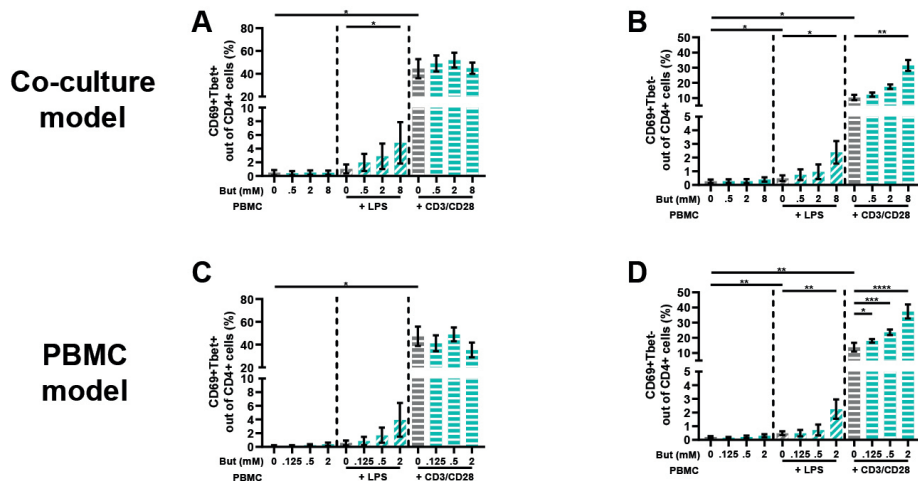 Co-culture
model
A
CD69+Tbet+
out of CD4+ cells (%)
80
60
40
20
10
8
6
4
2
0
*
*
But (mM) 0 .5 2 8 0 .5 2 8 0 .5 2 8
PBMC + LPS + CD3/CD28
B
CD69+Tbet-
out of CD4+ cells (%)
50
40
30
20
10
5
4
3
2
1
0
*
*
*
**
But (mM) 0 .5 2 8 0 .5 2 8 0 .5 2 8
PBMC + LPS + CD3/CD28
PBMC
model
C
CD69+Tbet+
out of CD4+ cells (%)
80
60
40
20
10
8
6
4
2
0
*
But (mM) 0 .125 .5 2 0 .125 .5 2 0 .125 .5 2
PBMC + LPS + CD3/CD28
D
CD69+Tbet-
out of CD4+ cells (%)
50
40
30
20
10
5
4
3
2
1
0
**
**
**
****
***
*
But (mM) 0 .125 .5 2 0 .125 .5 2 0 .125 .5 2
PBMC + LPS + CD3/CD28